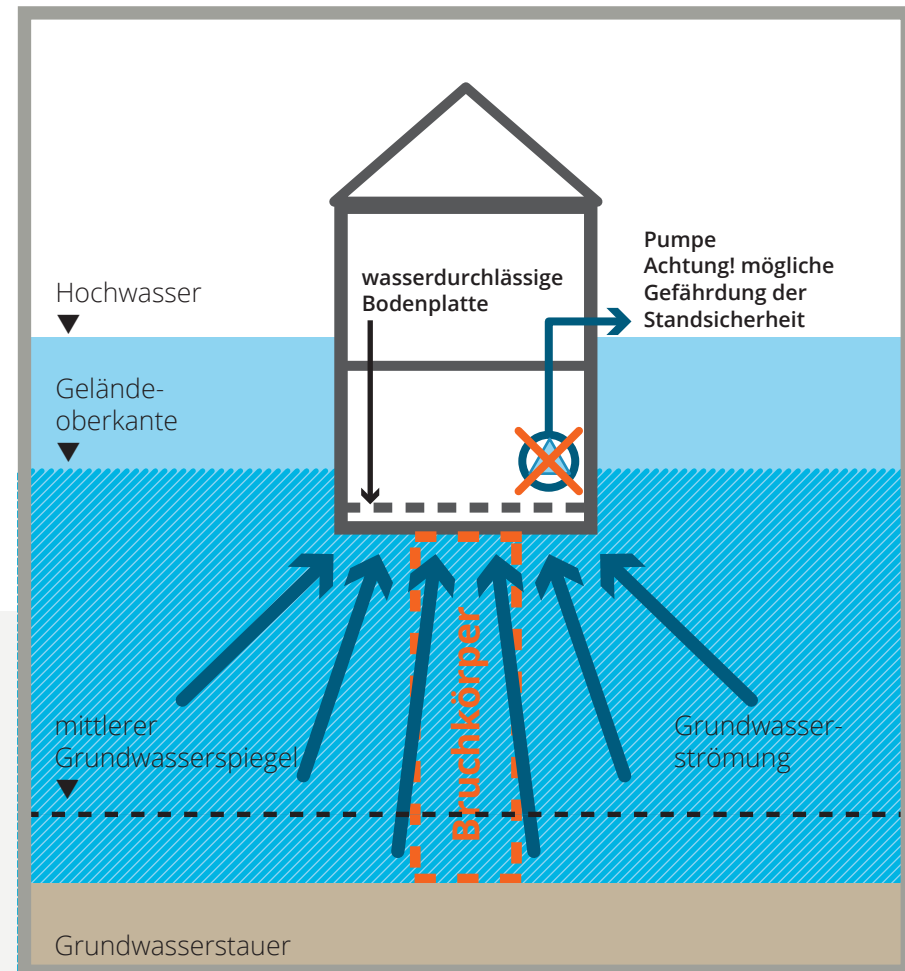 Pumpe
Achtung! mögliche
Gefährdung der
Standsicherheit
wasserdurchlässige
Bodenplatte
Hochwasser
Gelände-
oberkante
Bruchkörper
mittlerer
Grundwasserspiegel
Grundwasser-
strömung
Grundwasserstauer